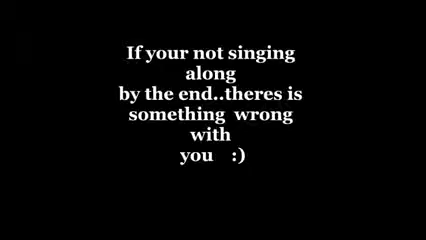 If your not singing
along
by the end..theres is
something wrong
with
you :)